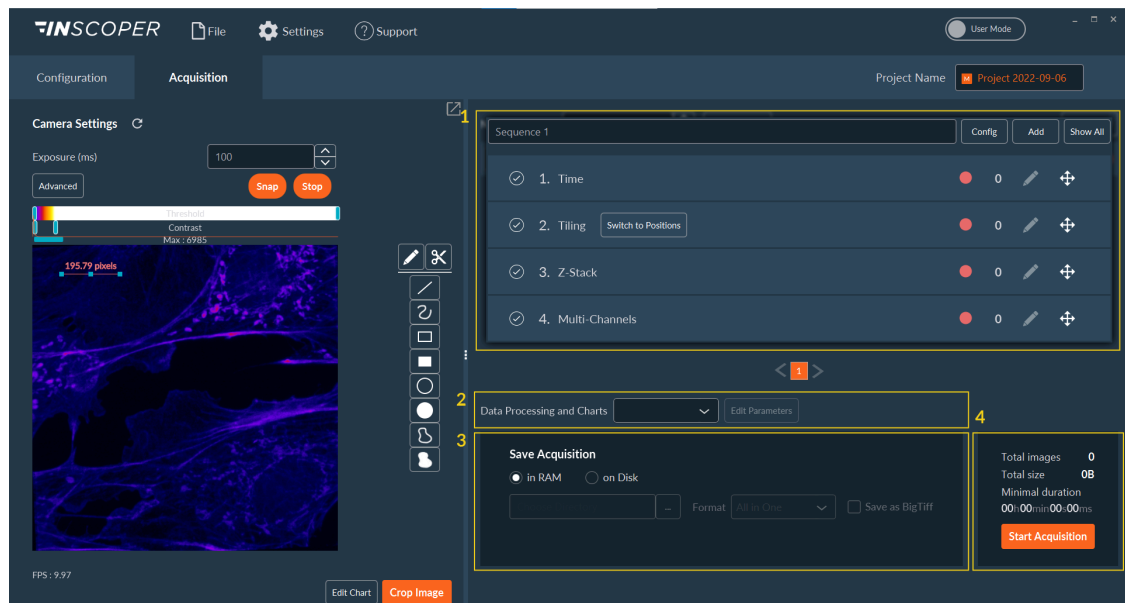 INSCOPER File Settings ? Support User Mode
Configuration Acquisition Project Name M Project 2022-09-06
Camera Settings
Exposure (ms) 100
Advanced Snap Stop
Threshold
Contrast
Max : 6985
195.79 pixels
FPS : 9.97
Edit Chart Crop Image
1
Sequence 1 Config Add Show All
1. Time 0
2. Tiling Switch to Positions 0
3. Z-Stack 0
4. Multi-Channels 0
< 1 >
2
Data Processing and Charts Edit Parameters
3
Save Acquisition
in RAM on Disk
... Format All in One Save as BigTiff
4
Total images 0
Total size 0B
Minimal duration
00h00min00s00ms
Start Acquisition